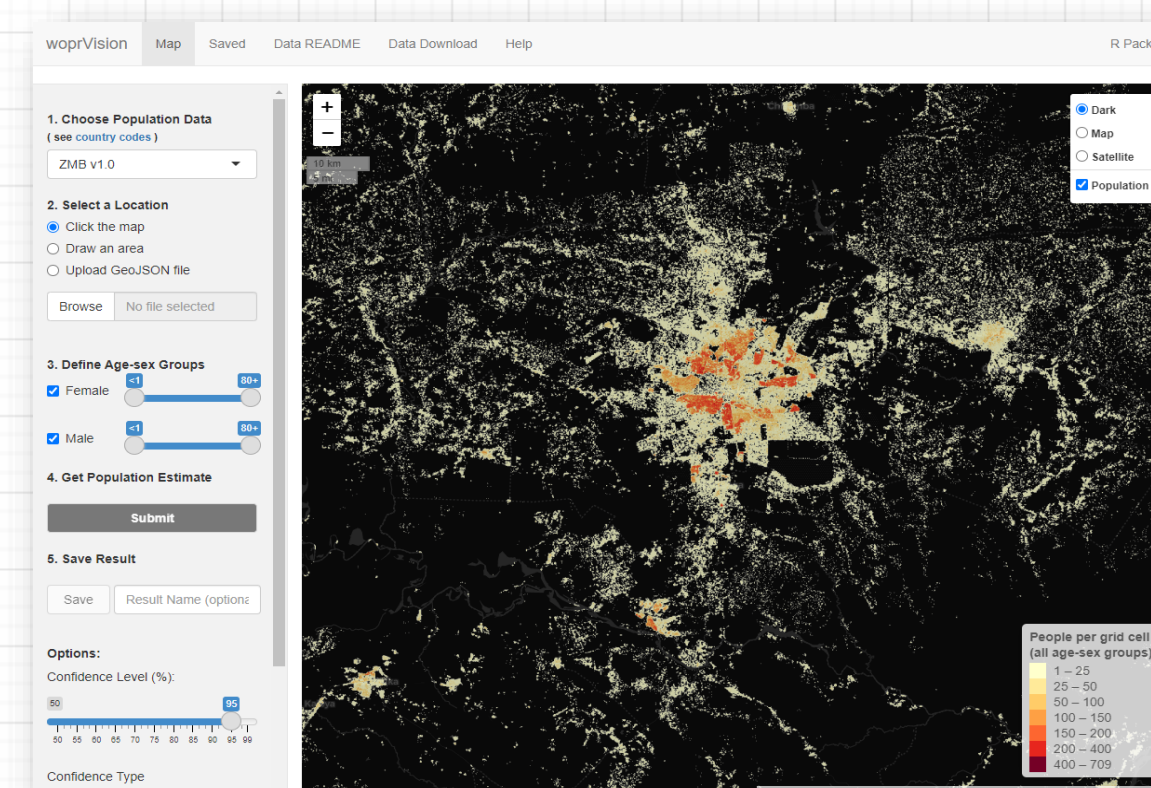 woprVision Map Saved Data README Data Download Help R Pack
1. Choose Population Data
( see country codes )
ZMB v1.0
2. Select a Location
Click the map
Draw an area
Upload GeoJSON file
Browse No file selected
3. Define Age-sex Groups
<1 80+
Female
<1 80+
Male
4. Get Population Estimate
Submit
5. Save Result
Save Result Name (optiona
Options:
Confidence Level (%):
50 95
50 55 60 65 70 75 80 85 90 95 99
Confidence Type
+
−
10 km
Dark
Map
Satellite
Population
People per grid cell
(all age-sex groups)
1 – 25
25 – 50
50 – 100
100 – 150
150 – 200
200 – 400
400 – 709